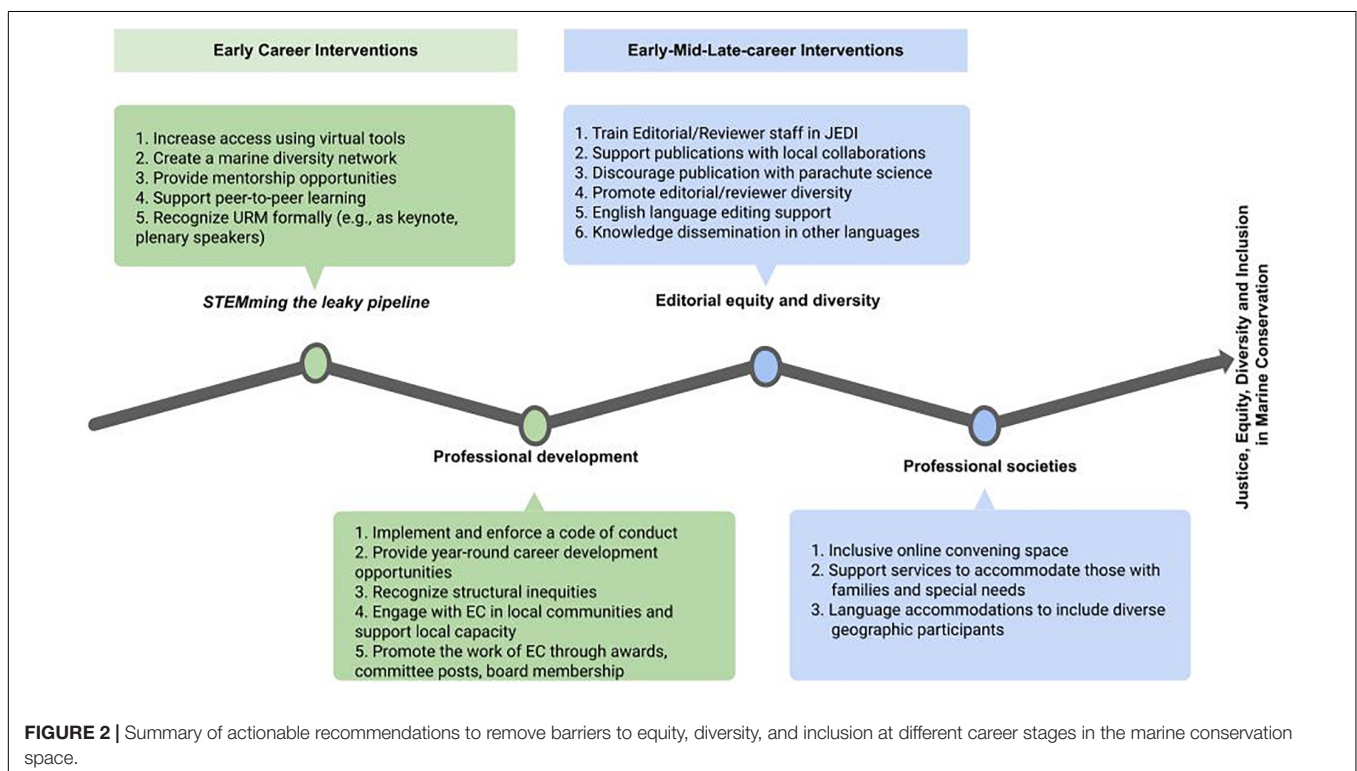 Early Career Interventions
Early-Mid-Late-career Interventions
1. Increase access using virtual tools
2. Create a marine diversity network
3. Provide mentorship opportunities
4. Support peer-to-peer learning
5. Recognize URM formally (e.g., as keynote,
plenary speakers)
1. Train Editorial/Reviewer staff in JEDI
2. Support publications with local collaborations
3. Discourage publication with parachute science
4. Promote editorial/reviewer diversity
5. English language editing support
6. Knowledge dissemination in other languages
STEMming the leaky pipeline
Editorial equity and diversity
Professional development
Professional societies
1. Implement and enforce a code of conduct
2. Provide year-round career development
opportunities
3. Recognize structural inequities
4. Engage with EC in local communities and
support local capacity
5. Promote the work of EC through awards,
committee posts, board membership
1. Inclusive online convening space
2. Support services to accommodate those with
families and special needs
3. Language accommodations to include diverse
geographic participants
Justice, Equity, Diversity and Inclusion
in Marine Conservation
FIGURE 2 | Summary of actionable recommendations to remove barriers to equity, diversity, and inclusion at different career stages in the marine conservation
space.